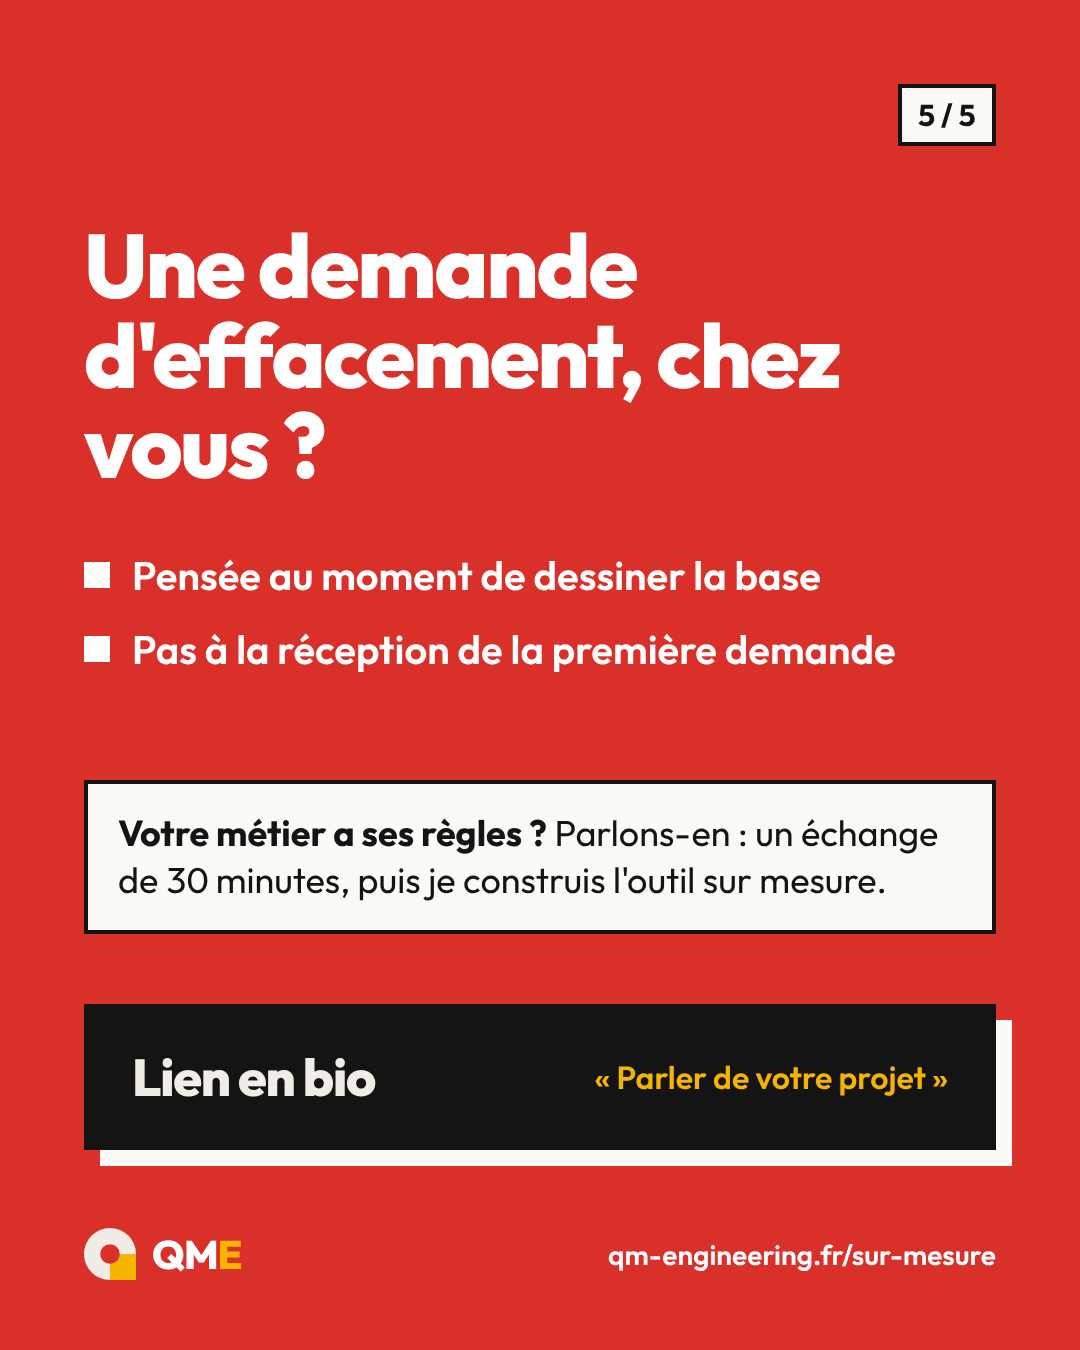 5 / 5
Une demande
d'effacement, chez
vous ?
Pensée au moment de dessiner la base
Pas à la réception de la première demande
Votre métier a ses règles ? Parlons-en : un échange
de 30 minutes, puis je construis l'outil sur mesure.
Lien en bio
« Parler de votre projet »
QME
qm-engineering.fr/sur-mesure